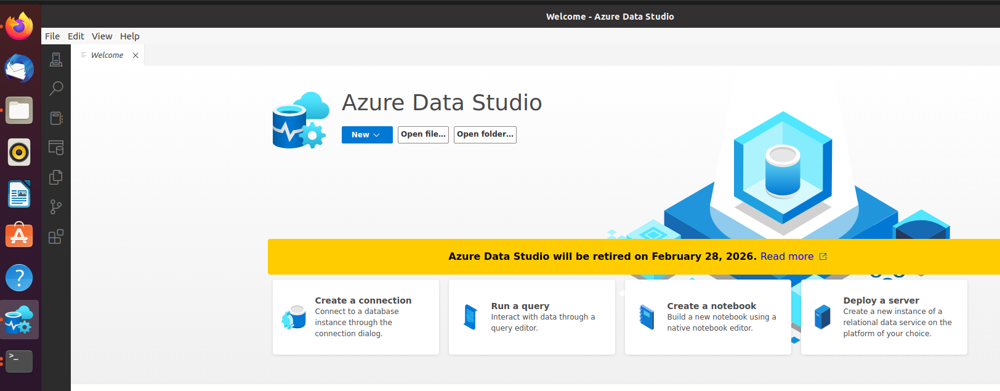 Welcome - Azure Data Studio
File Edit View Help
Welcome
Azure Data Studio
New Open file... Open folder...
Azure Data Studio will be retired on February 28, 2026. Read more
Create a connection
Connect to a database
instance through the
connection dialog.
Run a query
Interact with data through a
query editor.
Create a notebook
Build a new notebook using a
native notebook editor.
Deploy a server
Create a new instance of a
relational data service on the
platform of your choice.